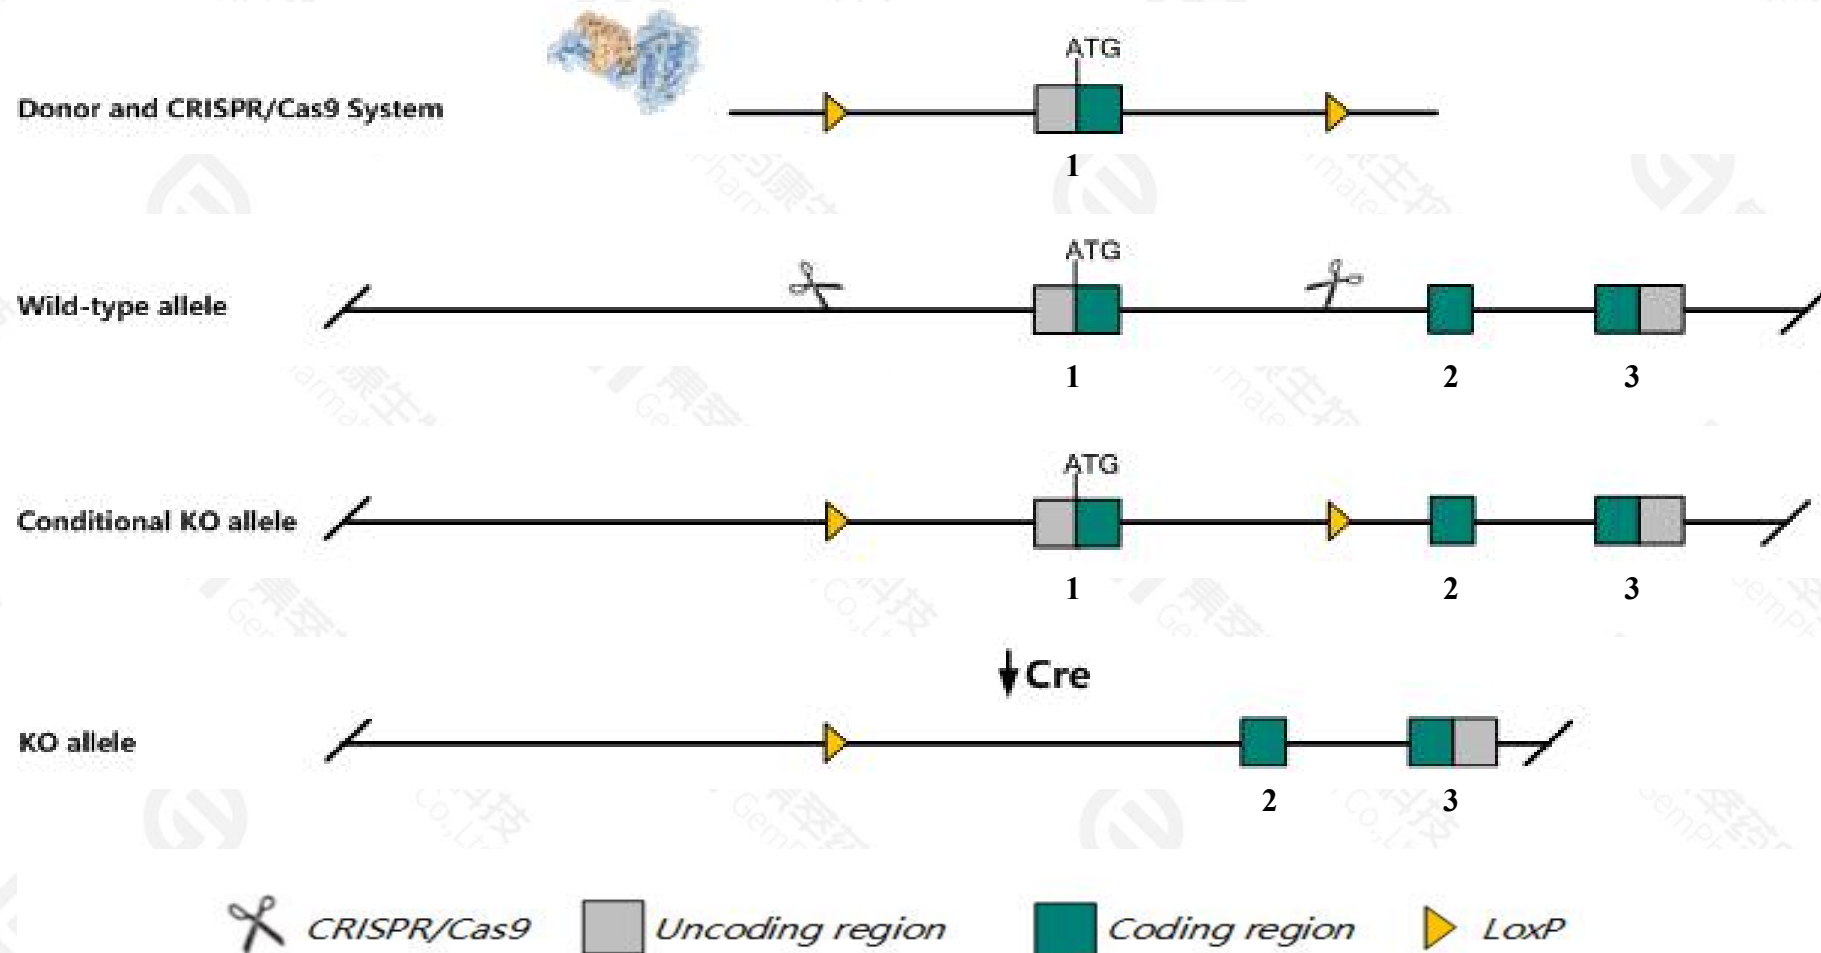 ATG
Donor and CRISPR/Cas9 System
1
ATG
Wild-type allele
1 2 3
ATG
Conditional KO allele
1 2 3
Cre
KO allele
2 3
CRISPR/Cas9 Uncoding region Coding region LoxP